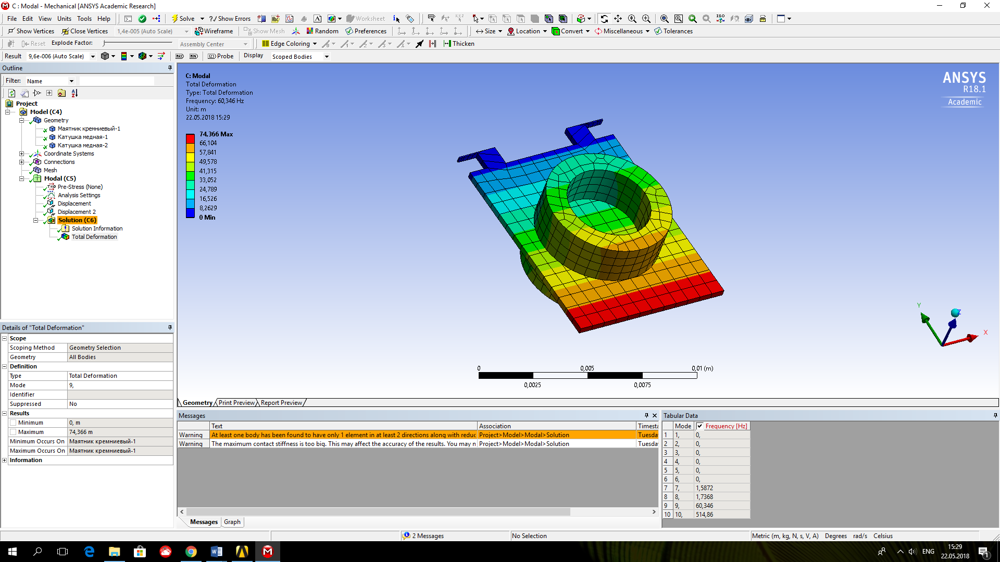 C : Modal - Mechanical [ANSYS Academic Research]
File Edit View Units Tools Help Solve ?/ Show Errors Worksheet
Show Vertices Close Vertices 1,4e-005 (Auto Scale) Wireframe Show Mesh Random Preferences Size Location Convert Miscellaneous Tolerances
Reset Explode Factor: Assembly Center Edge Coloring Thicken
Result 9,6e-006 (Auto Scale) MAX MIN Probe Display Scoped Bodies
Outline
Filter: Name
Project
Model (C4)
Geometry
Маятник кремниевый-1
Катушка медная-1
Катушка медная-2
Coordinate Systems
Connections
Mesh
Modal (C5)
Pre-Stress (None)
Analysis Settings
Displacement
Displacement 2
Solution (C6)
Solution Information
Total Deformation
Details of "Total Deformation"
Scope
Scoping Method Geometry Selection
Geometry All Bodies
Definition
Type Total Deformation
Mode 9,
Identifier
Suppressed No
Results
Minimum 0, m
Maximum 74,366 m
Minimum Occurs On Маятник кремниевый-1
Maximum Occurs On Маятник кремниевый-1
Information
C: Modal
Total Deformation
Type: Total Deformation
Frequency: 60,346 Hz
Unit: m
22.05.2018 15:29
74,366 Max
66,104
57,841
49,578
41,315
33,052
24,789
16,526
8,2629
0 Min
ANSYS
R18.1
Academic
Y
Z
X
0 0,005 0,01 (m)
0,0025 0,0075
Geometry Print Preview Report Preview
Messages
Text Association Timesta
Warning At least one body has been found to have only 1 element in at least 2 directions along with reduc Project>Model>Modal>Solution Tuesda
Warning The maximum contact stiffness is too big. This may affect the accuracy of the results. You may n Project>Model>Modal>Solution Tuesda
Messages Graph
Tabular Data
Mode Frequency [Hz]
1 1, 0,
2 2, 0,
3 3, 0,
4 4, 0,
5 5, 0,
6 6, 0,
7 7, 1,5872
8 8, 1,7368
9 9, 60,346
10 10, 514,86
2 Messages No Selection Metric (m, kg, N, s, V, A) Degrees rad/s Celsius
ENG 15:29
22.05.2018
1